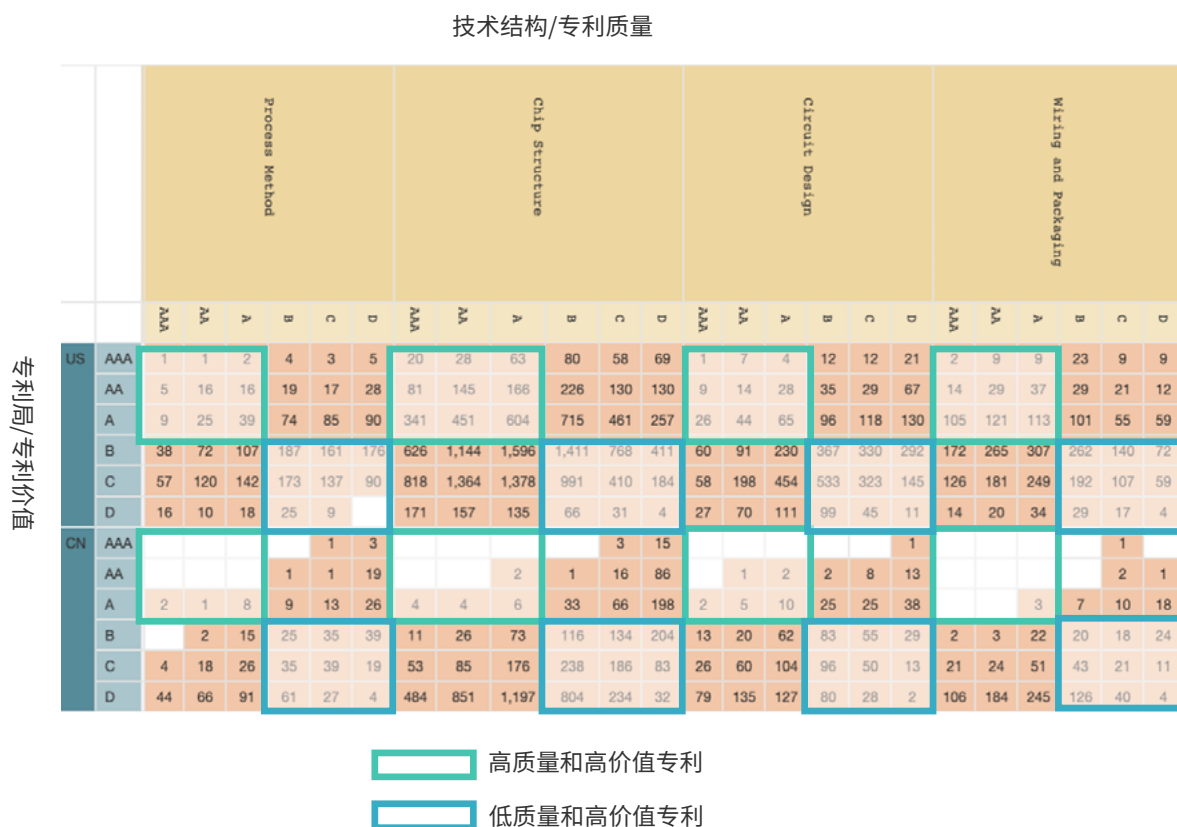 技术结构/专利质量
Process Method Chip Structure Circuit Design Wiring and Packaging
AAA AA A B C D AAA AA A B C D AAA AA A B C D AAA AA A B C D
专利局/专利价值
US AAA 1 1 2 4 3 5 20 28 63 80 58 69 1 7 4 12 12 21 2 9 9 23 9 9
AA 5 16 16 19 17 28 81 145 166 226 130 130 9 14 28 35 29 67 14 29 37 29 21 12
A 9 25 39 74 85 90 341 451 604 715 461 257 26 44 65 96 118 130 105 121 113 101 55 59
B 38 72 107 187 161 176 626 1,144 1,596 1,411 768 411 60 91 230 367 330 292 172 265 307 262 140 72
C 57 120 142 173 137 90 818 1,364 1,378 991 410 184 58 198 454 533 323 145 126 181 249 192 107 59
D 16 10 18 25 9 171 157 135 66 31 4 27 70 111 99 45 11 14 20 34 29 17 4
CN AAA 1 3 3 15 1 1
AA 1 1 19 2 1 16 86 1 2 2 8 13 2 1
A 2 1 8 9 13 26 4 4 6 33 66 198 2 5 10 25 25 38 3 7 10 18
B 2 15 25 35 39 11 26 73 116 134 204 13 20 62 83 55 29 2 3 22 20 18 24
C 4 18 26 35 39 19 53 85 176 238 186 83 26 60 104 96 50 13 21 24 51 43 21 11
D 44 66 91 61 27 4 484 851 1,197 804 234 32 79 135 127 80 28 2 106 184 245 126 40 4
高质量和高价值专利
低质量和高价值专利